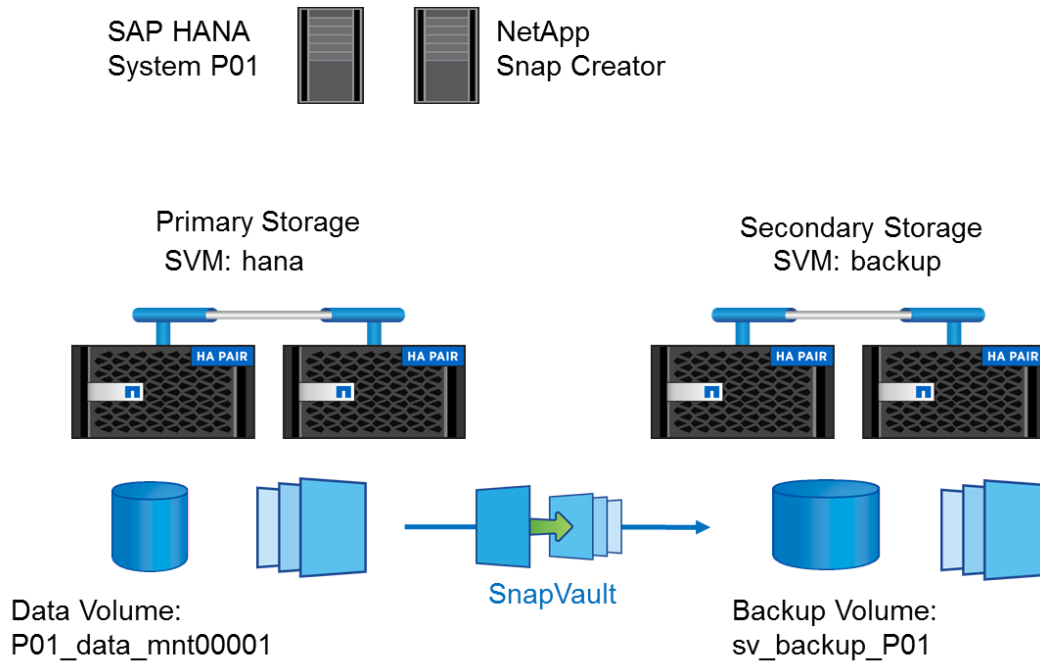 SAP HANA
System P01
NetApp
Snap Creator
Primary Storage
SVM: hana
Secondary Storage
SVM: backup
HA PAIR
HA PAIR
HA PAIR
HA PAIR
SnapVault
Data Volume:
P01_data_mnt00001
Backup Volume:
sv_backup_P01